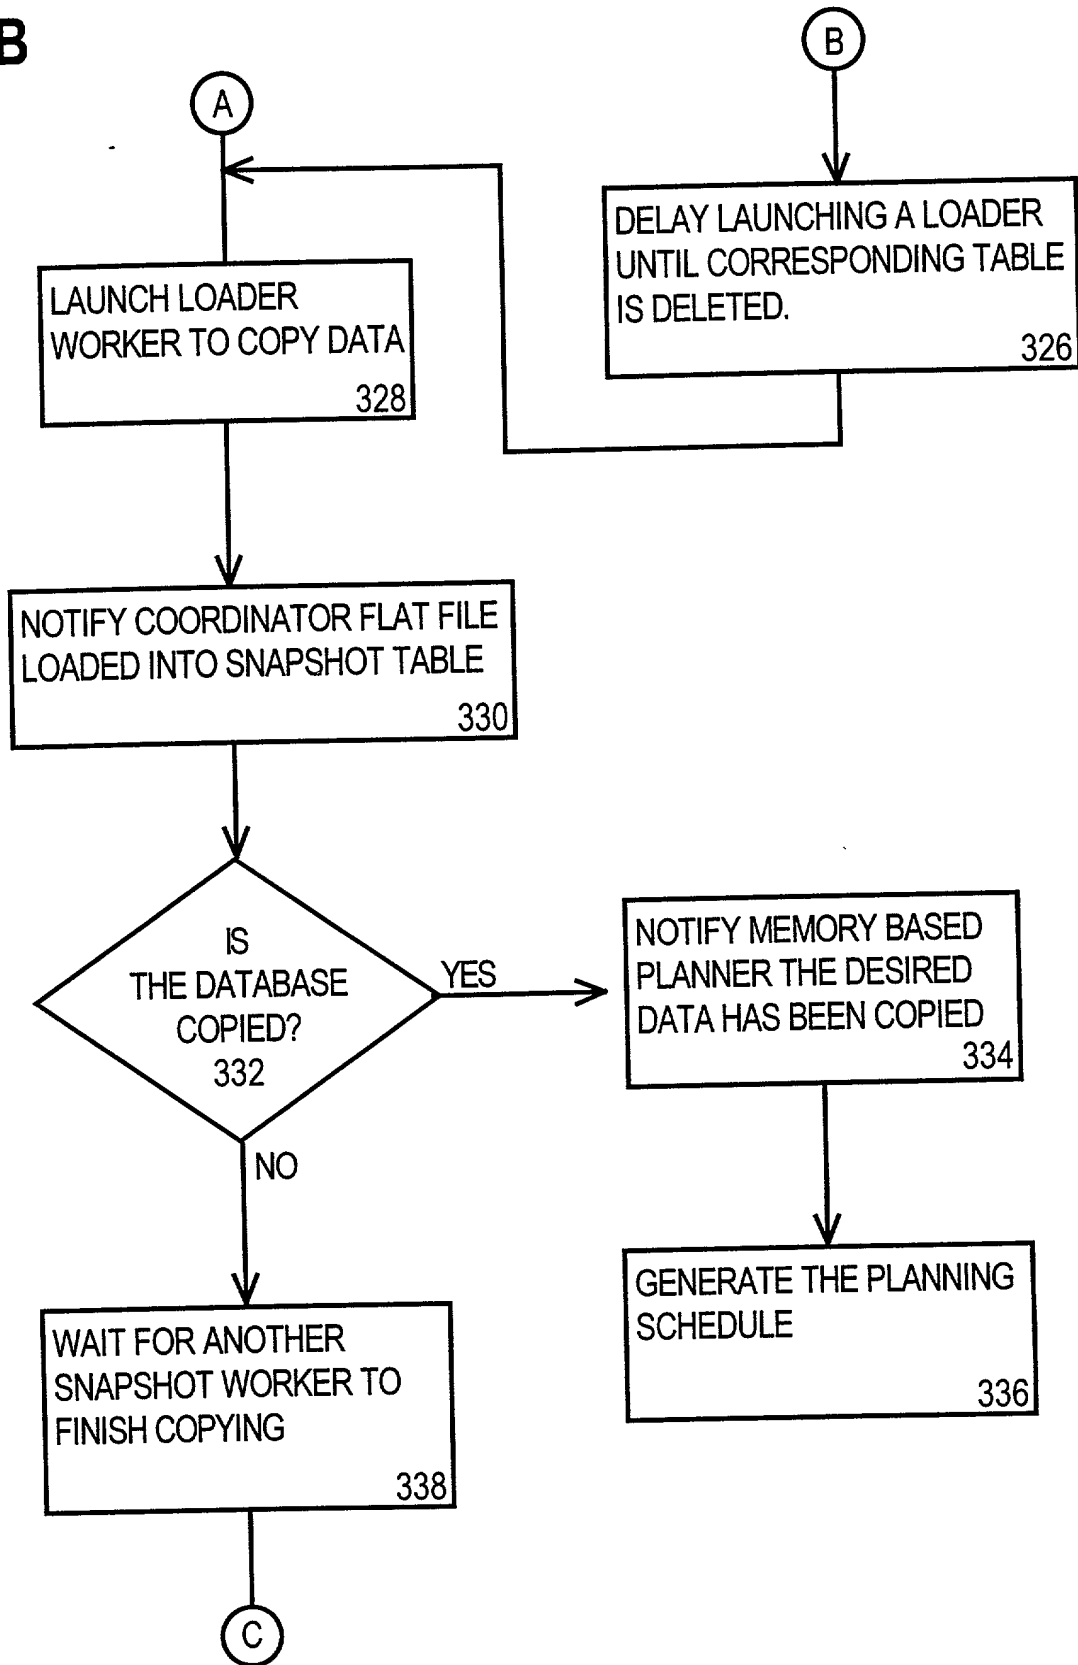 B
A
B
DELAY LAUNCHING A LOADER
UNTIL CORRESPONDING TABLE
IS DELETED.
326
LAUNCH LOADER
WORKER TO COPY DATA
328
NOTIFY COORDINATOR FLAT FILE
LOADED INTO SNAPSHOT TABLE
330
IS
THE DATABASE
COPIED?
332
YES
NO
NOTIFY MEMORY BASED
PLANNER THE DESIRED
DATA HAS BEEN COPIED
334
GENERATE THE PLANNING
SCHEDULE
336
WAIT FOR ANOTHER
SNAPSHOT WORKER TO
FINISH COPYING
338
C